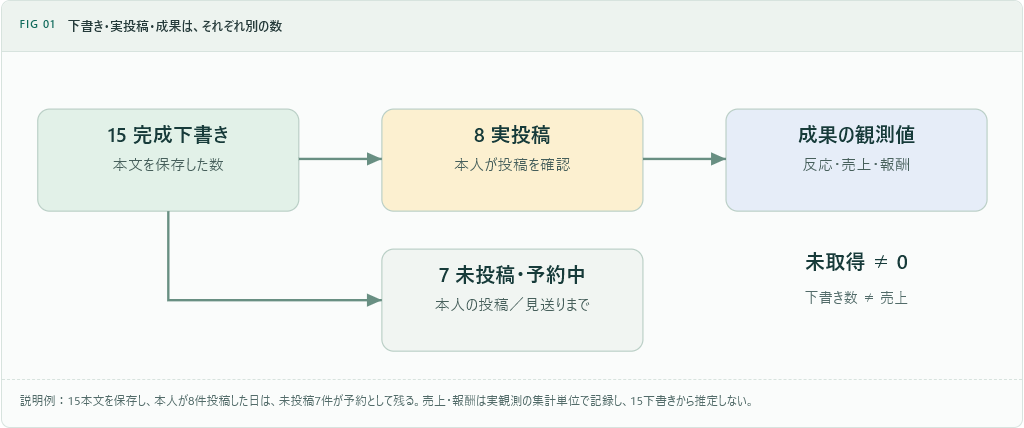 FIG 01 下書き・実投稿・成果は、それぞれ別の数
15 完成下書き
本文を保存した数
8 実投稿
本人が投稿を確認
成果の観測値
反応・売上・報酬
7 未投稿・予約中
本人の投稿／見送りまで
未取得 ≠ 0
下書き数 ≠ 売上
説明例：15本文を保存し、本人が8件投稿した日は、未投稿7件が予約として残る。売上・報酬は実観測の集計単位で記録し、15下書きから推定しない。